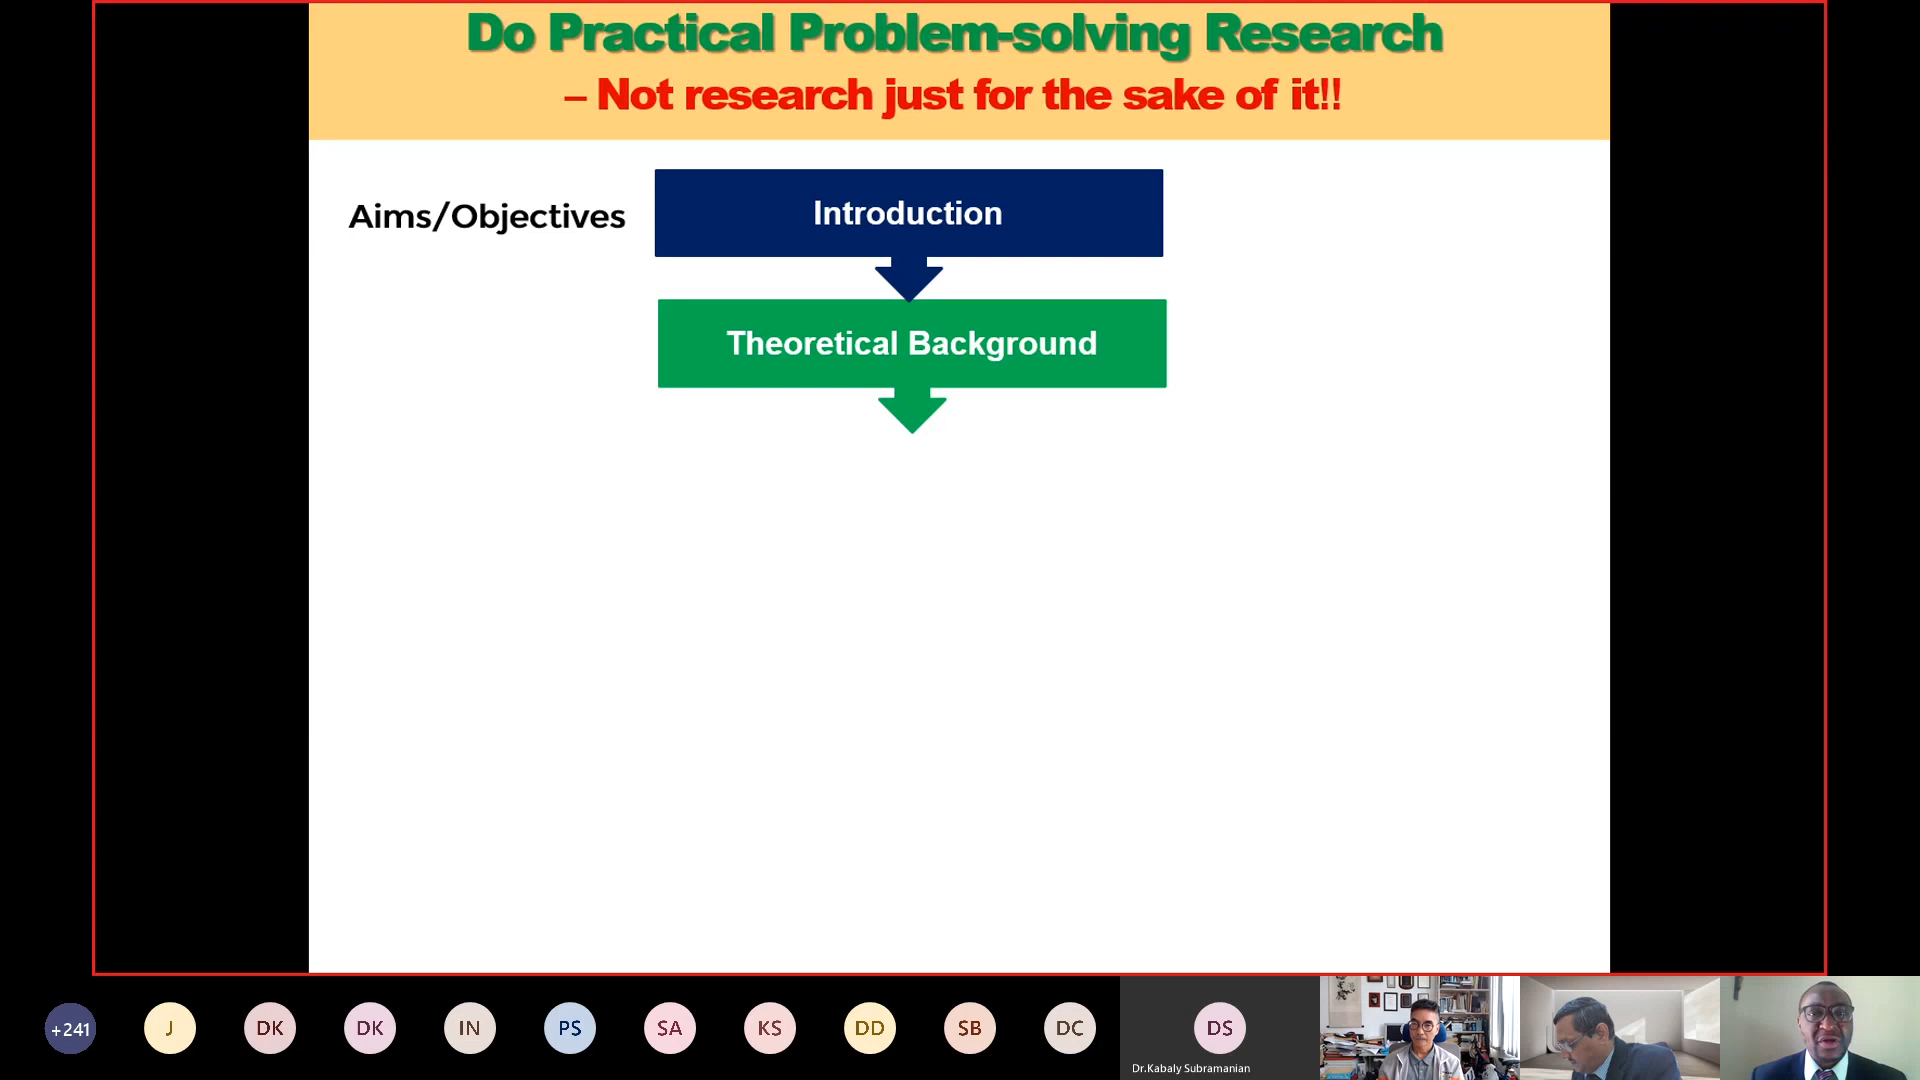 Do Practical Problem-solving Research
– Not research just for the sake of it!!
Aims/Objectives
Introduction
Theoretical Background
+241
J
DK
DK
IN
PS
SA
KS
DD
SB
DC
DS
Dr.Kabaly Subramanian